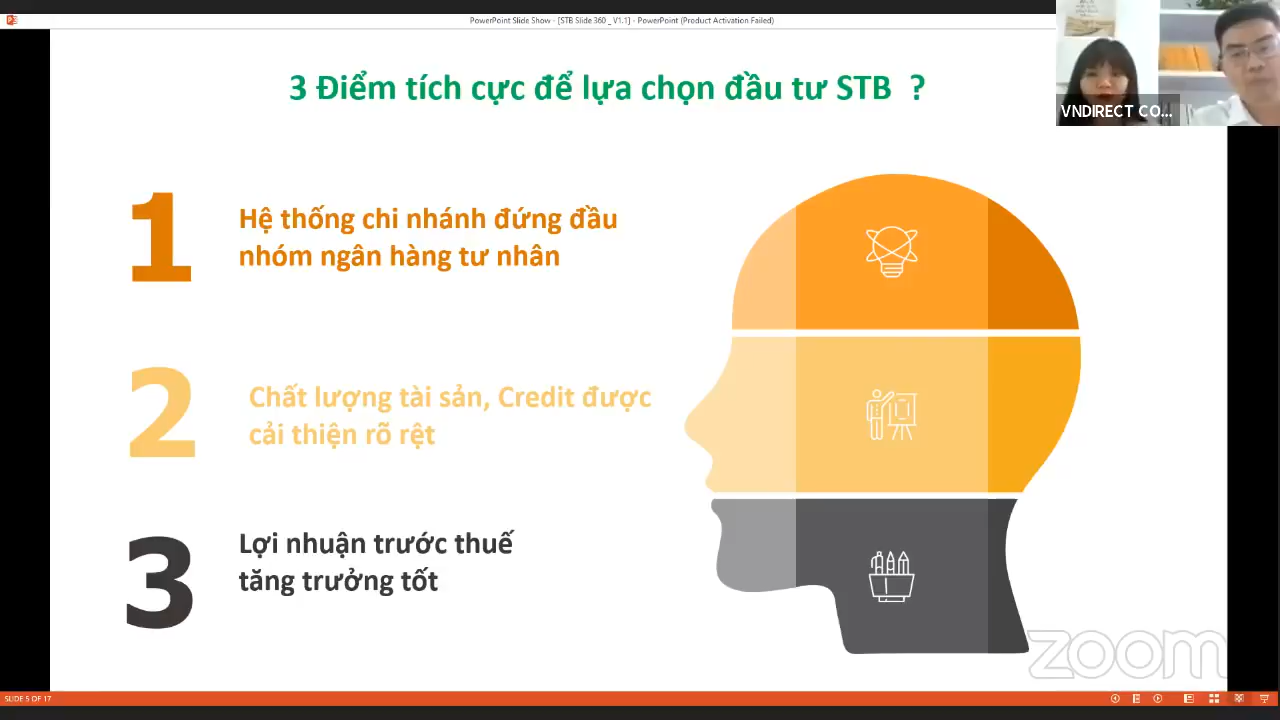 PowerPoint Slide Show - [STB Slide 360 _ V1.1] - PowerPoint (Product Activation Failed)
3 Điểm tích cực để lựa chọn đầu tư STB ?
VNDIRECT CO...
1
Hệ thống chi nhánh đứng đầu
nhóm ngân hàng tư nhân
2
Chất lượng tài sản, Credit được
cải thiện rõ rệt
3
Lợi nhuận trước thuế
tăng trưởng tốt
zoom
SLIDE 5 OF 17